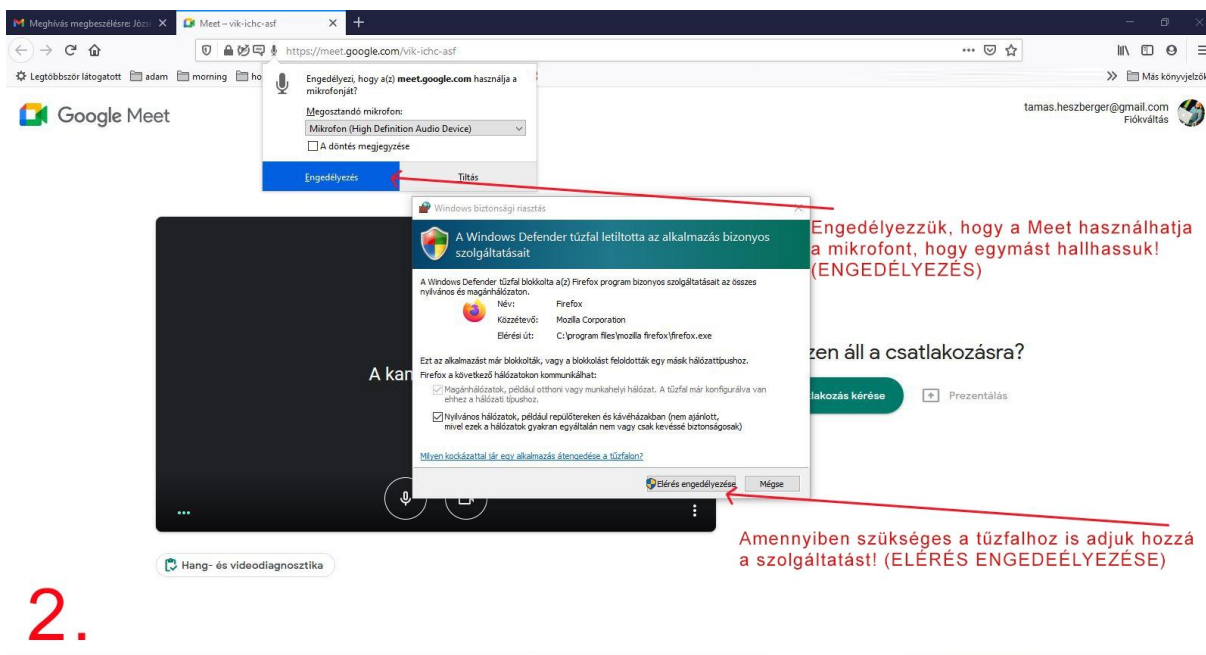 Meghívás megbeszélésre: Józs
Meet – vik-ichc-asf
https://meet.google.com/vik-ichc-asf
Legtöbbször látogatott adam morning ho
Más könyvjelzők
Engedélyezi, hogy a(z) meet.google.com használja a
mikrofonját?
Megosztandó mikrofon:
Mikrofon (High Definition Audio Device)
A döntés megjegyzése
Engedélyezés Tiltás
Google Meet
tamas.heszberger@gmail.com
Fiókváltás
Windows biztonsági riasztás
A Windows Defender tűzfal letiltotta az alkalmazás bizonyos
szolgáltatásait
A Windows Defender tűzfal blokkolta a(z) Firefox program bizonyos szolgáltatásait az összes
nyilvános és magánhálózaton.
Név: Firefox
Közzétevő: Mozilla Corporation
Elérési út: C:\program files\mozilla firefox\firefox.exe
Ezt az alkalmazást már blokkolták, vagy a blokkolást feloldották egy másik hálózattípushoz.
Firefox a következő hálózatokon kommunikálhat:
Magánhálózatok, például otthoni vagy munkahelyi hálózat. A tűzfal már konfigurálva van
ehhez a hálózati típushoz.
Nyilvános hálózatok, például repülőtereken és kávéházakban (nem ajánlott,
mivel ezek a hálózatok gyakran egyáltalán nem vagy csak kevéssé biztonságosak)
Milyen kockázattal jár egy alkalmazás átengedése a tűzfalon?
Elérés engedélyezése Mégse
Engedélyezzük, hogy a Meet használhatja
a mikrofont, hogy egymást hallhassuk!
(ENGEDÉLYEZÉS)
A kam
zen áll a csatlakozásra?
lakozás kérése Prezentálás
Amennyiben szükséges a tűzfalhoz is adjuk hozzá
a szolgáltatást! (ELÉRÉS ENGEDEÉLYEZÉSE)
Hang- és videodiagnosztika
2.